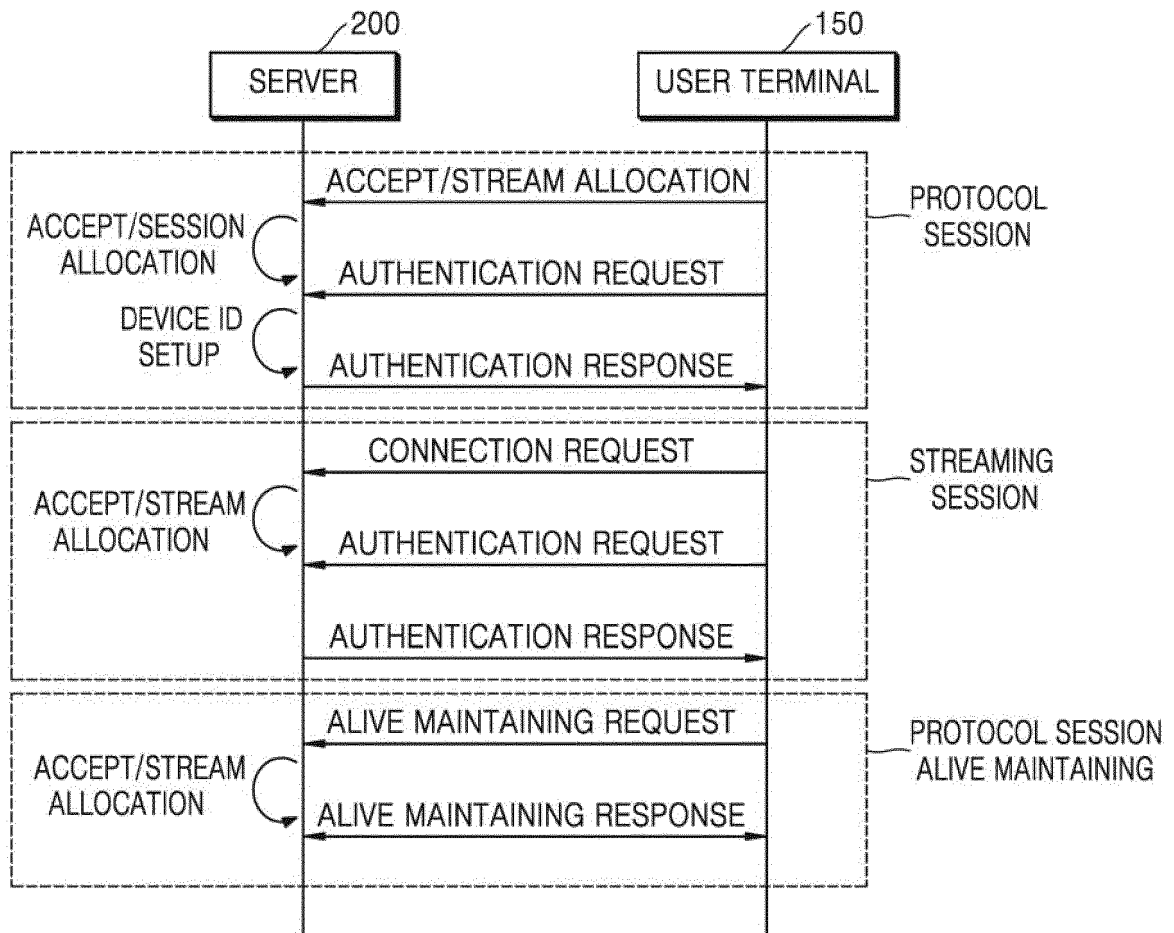 200
150
SERVER
USER TERMINAL
ACCEPT/STREAM ALLOCATION
PROTOCOL
SESSION
ACCEPT/SESSION
ALLOCATION
AUTHENTICATION REQUEST
DEVICE ID
SETUP
AUTHENTICATION RESPONSE
CONNECTION REQUEST
STREAMING
SESSION
ACCEPT/STREAM
ALLOCATION
AUTHENTICATION REQUEST
AUTHENTICATION RESPONSE
ALIVE MAINTAINING REQUEST
PROTOCOL SESSION
ALIVE MAINTAINING
ACCEPT/STREAM
ALLOCATION
ALIVE MAINTAINING RESPONSE